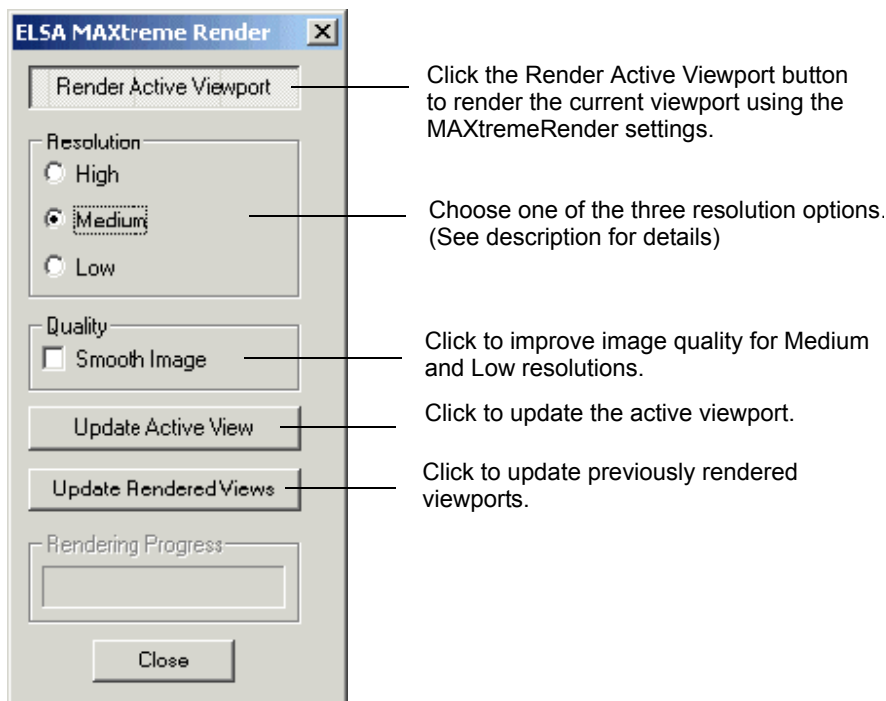 ELSA MAXtreme Render
Render Active Viewport
Click the Render Active Viewport button
to render the current viewport using the
MAXtremeRender settings.
Resolution
High
Medium
Low
Choose one of the three resolution options.
(See description for details)
Quality
Smooth Image
Click to improve image quality for Medium
and Low resolutions.
Update Active View
Click to update the active viewport.
Update Rendered Views
Click to update previously rendered
viewports.
Rendering Progress
Close